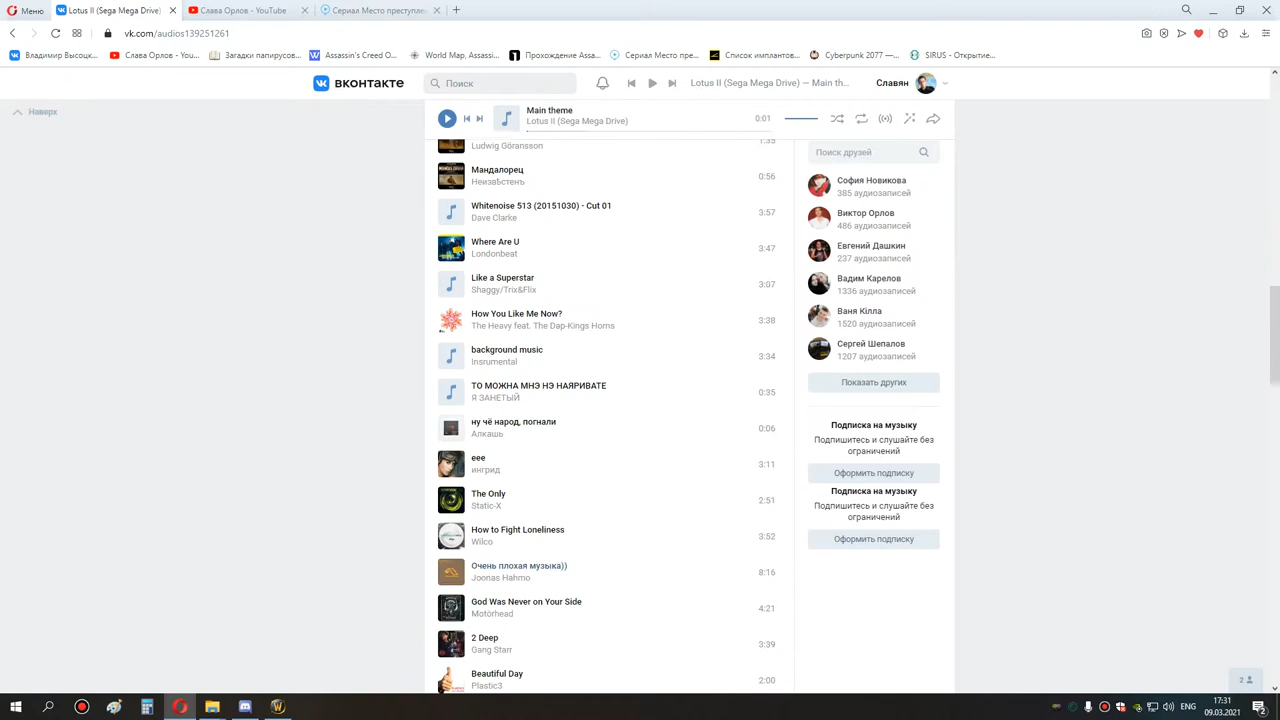 Меню
Lotus II (Sega Mega Drive)
Слава Орлов - YouTube
Сериал Место преступлен
vk.com/audios139251261
Владимир Высоцк...
Слава Орлов - You...
Загадки папирусов...
Assassin's Creed O...
World Map, Assassi...
Прохождение Assa...
Сериал Место пре...
Список имплантов...
Cyberpunk 2077 —...
SIRUS - Открытие...
вконтакте
Поиск
Lotus II (Sega Mega Drive) — Main th...
Славян
Наверх
Main theme
Lotus II (Sega Mega Drive)
0:01
Ludwig Göransson
1:35
Мандалорец
НеизвѣстенЪ
0:56
Whitenoise 513 (20151030) - Cut 01
Dave Clarke
3:57
Where Are U
Londonbeat
3:47
Like a Superstar
Shaggy/Trix&Flix
3:07
How You Like Me Now?
The Heavy feat. The Dap-Kings Horns
3:38
background music
Insrumental
3:34
ТО МОЖНА МНЭ НЭ НАЯРИВАТЕ
Я ЗАНЕТЫЙ
0:35
ну чё народ, погнали
Алкашь
0:06
еее
ингрид
3:11
The Only
Static-X
2:51
How to Fight Loneliness
Wilco
3:52
Очень плохая музыка))
Joonas Hahmo
8:16
God Was Never on Your Side
Motörhead
4:21
2 Deep
Gang Starr
3:39
Beautiful Day
Plastic3
2:00
Поиск друзей
София Новикова
385 аудиозаписей
Виктор Орлов
486 аудиозаписей
Евгений Дашкин
237 аудиозаписей
Вадим Карелов
1336 аудиозаписей
Ваня Кілла
1520 аудиозаписей
Сергей Шепалов
1207 аудиозаписей
Показать других
Подписка на музыку
Подпишитесь и слушайте без
ограничений
Оформить подписку
Подписка на музыку
Подпишитесь и слушайте без
ограничений
Оформить подписку
2
ENG
17:31
09.03.2021
2